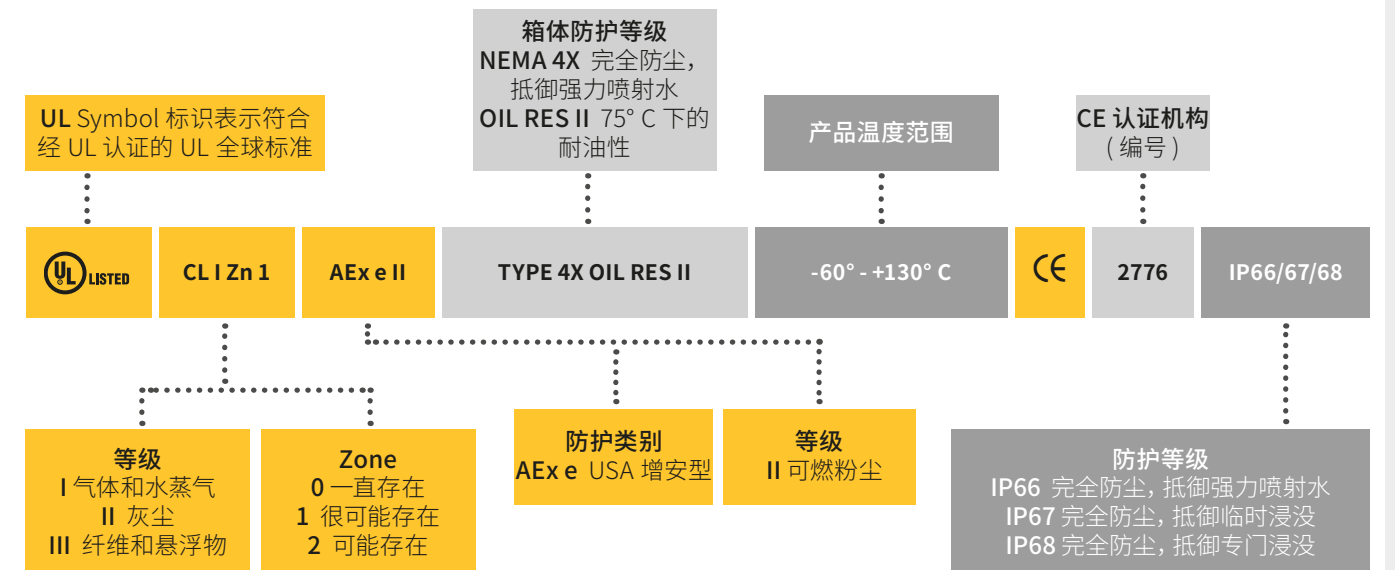 箱体防护等级
NEMA 4X 完全防尘，
抵御强力喷射水
OIL RES II 75° C 下的
耐油性
UL Symbol 标识表示符合
经 UL 认证的 UL 全球标准
产品温度范围
CE 认证机构
( 编号 )
UL LISTED
CL I Zn 1
AEx e II
TYPE 4X OIL RES II
-60° - +130° C
CE
2776
IP66/67/68
等级
I 气体和水蒸气
II 灰尘
III 纤维和悬浮物
Zone
0 一直存在
1 很可能存在
2 可能存在
防护类别
AEx e USA 增安型
等级
II 可燃粉尘
防护等级
IP66 完全防尘，抵御强力喷射水
IP67 完全防尘，抵御临时浸没
IP68 完全防尘，抵御专门浸没